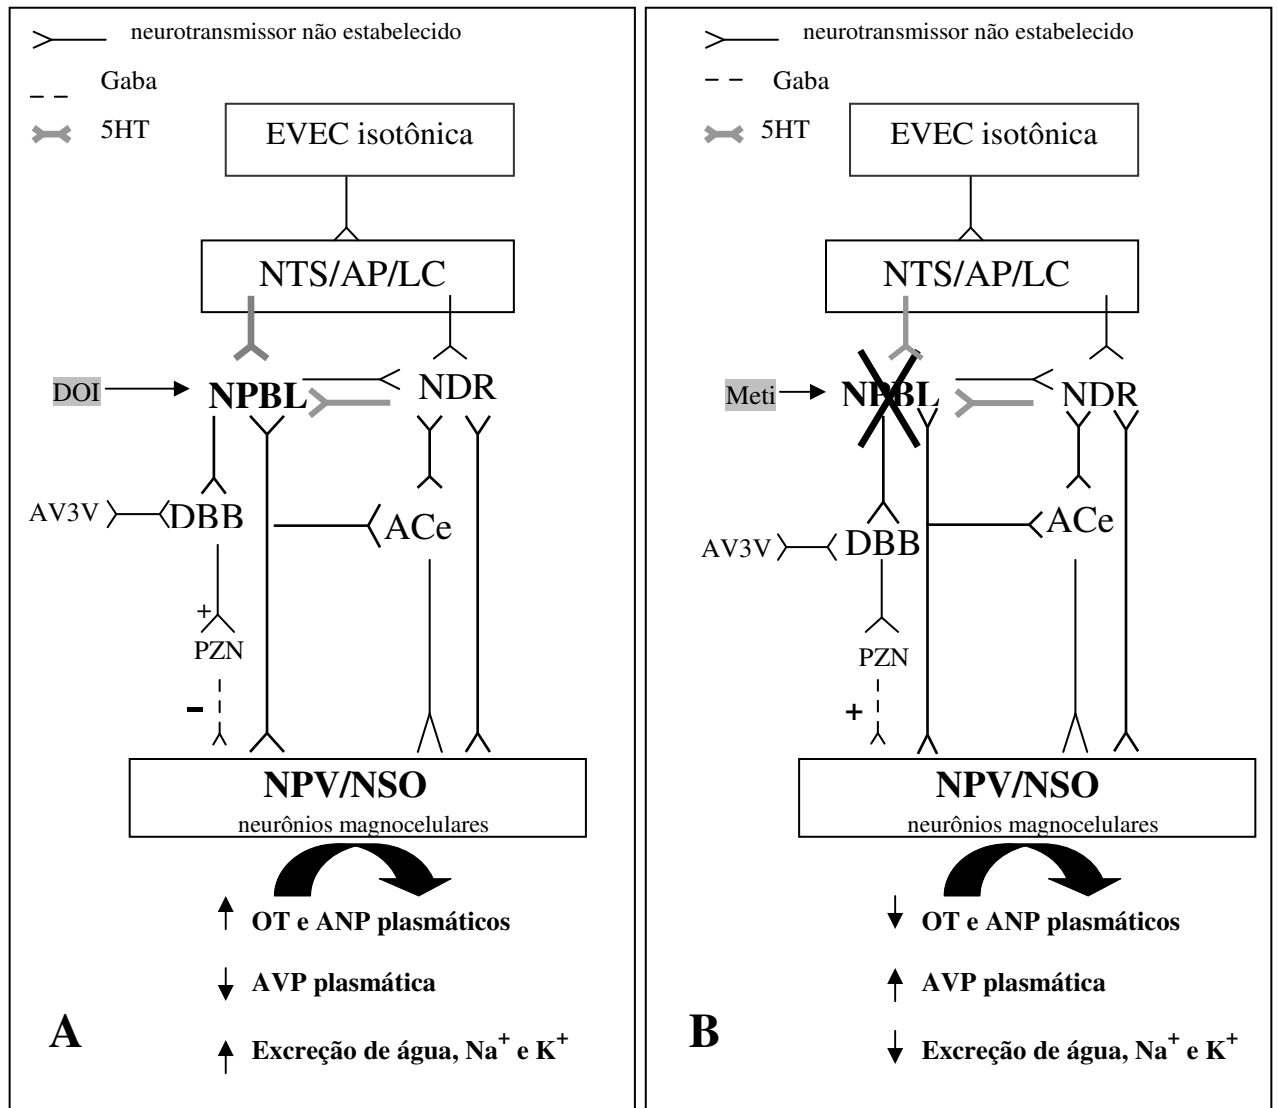 neurotransmissor não estabelecido
Gaba
5HT
EVEC isotônica
NTS/AP/LC
DOI
NPBL
NDR
AV3V
DBB
ACe
+
PZN
-
NPV/NSO
neurônios magnocelulares
OT e ANP plasmáticos
AVP plasmática
A
Excreção de água, Na+ e K+
neurotransmissor não estabelecido
Gaba
5HT
EVEC isotônica
NTS/AP/LC
Meti
NPBL
NDR
AV3V
DBB
ACe
PZN
+
NPV/NSO
neurônios magnocelulares
OT e ANP plasmáticos
AVP plasmática
B
Excreção de água, Na+ e K+